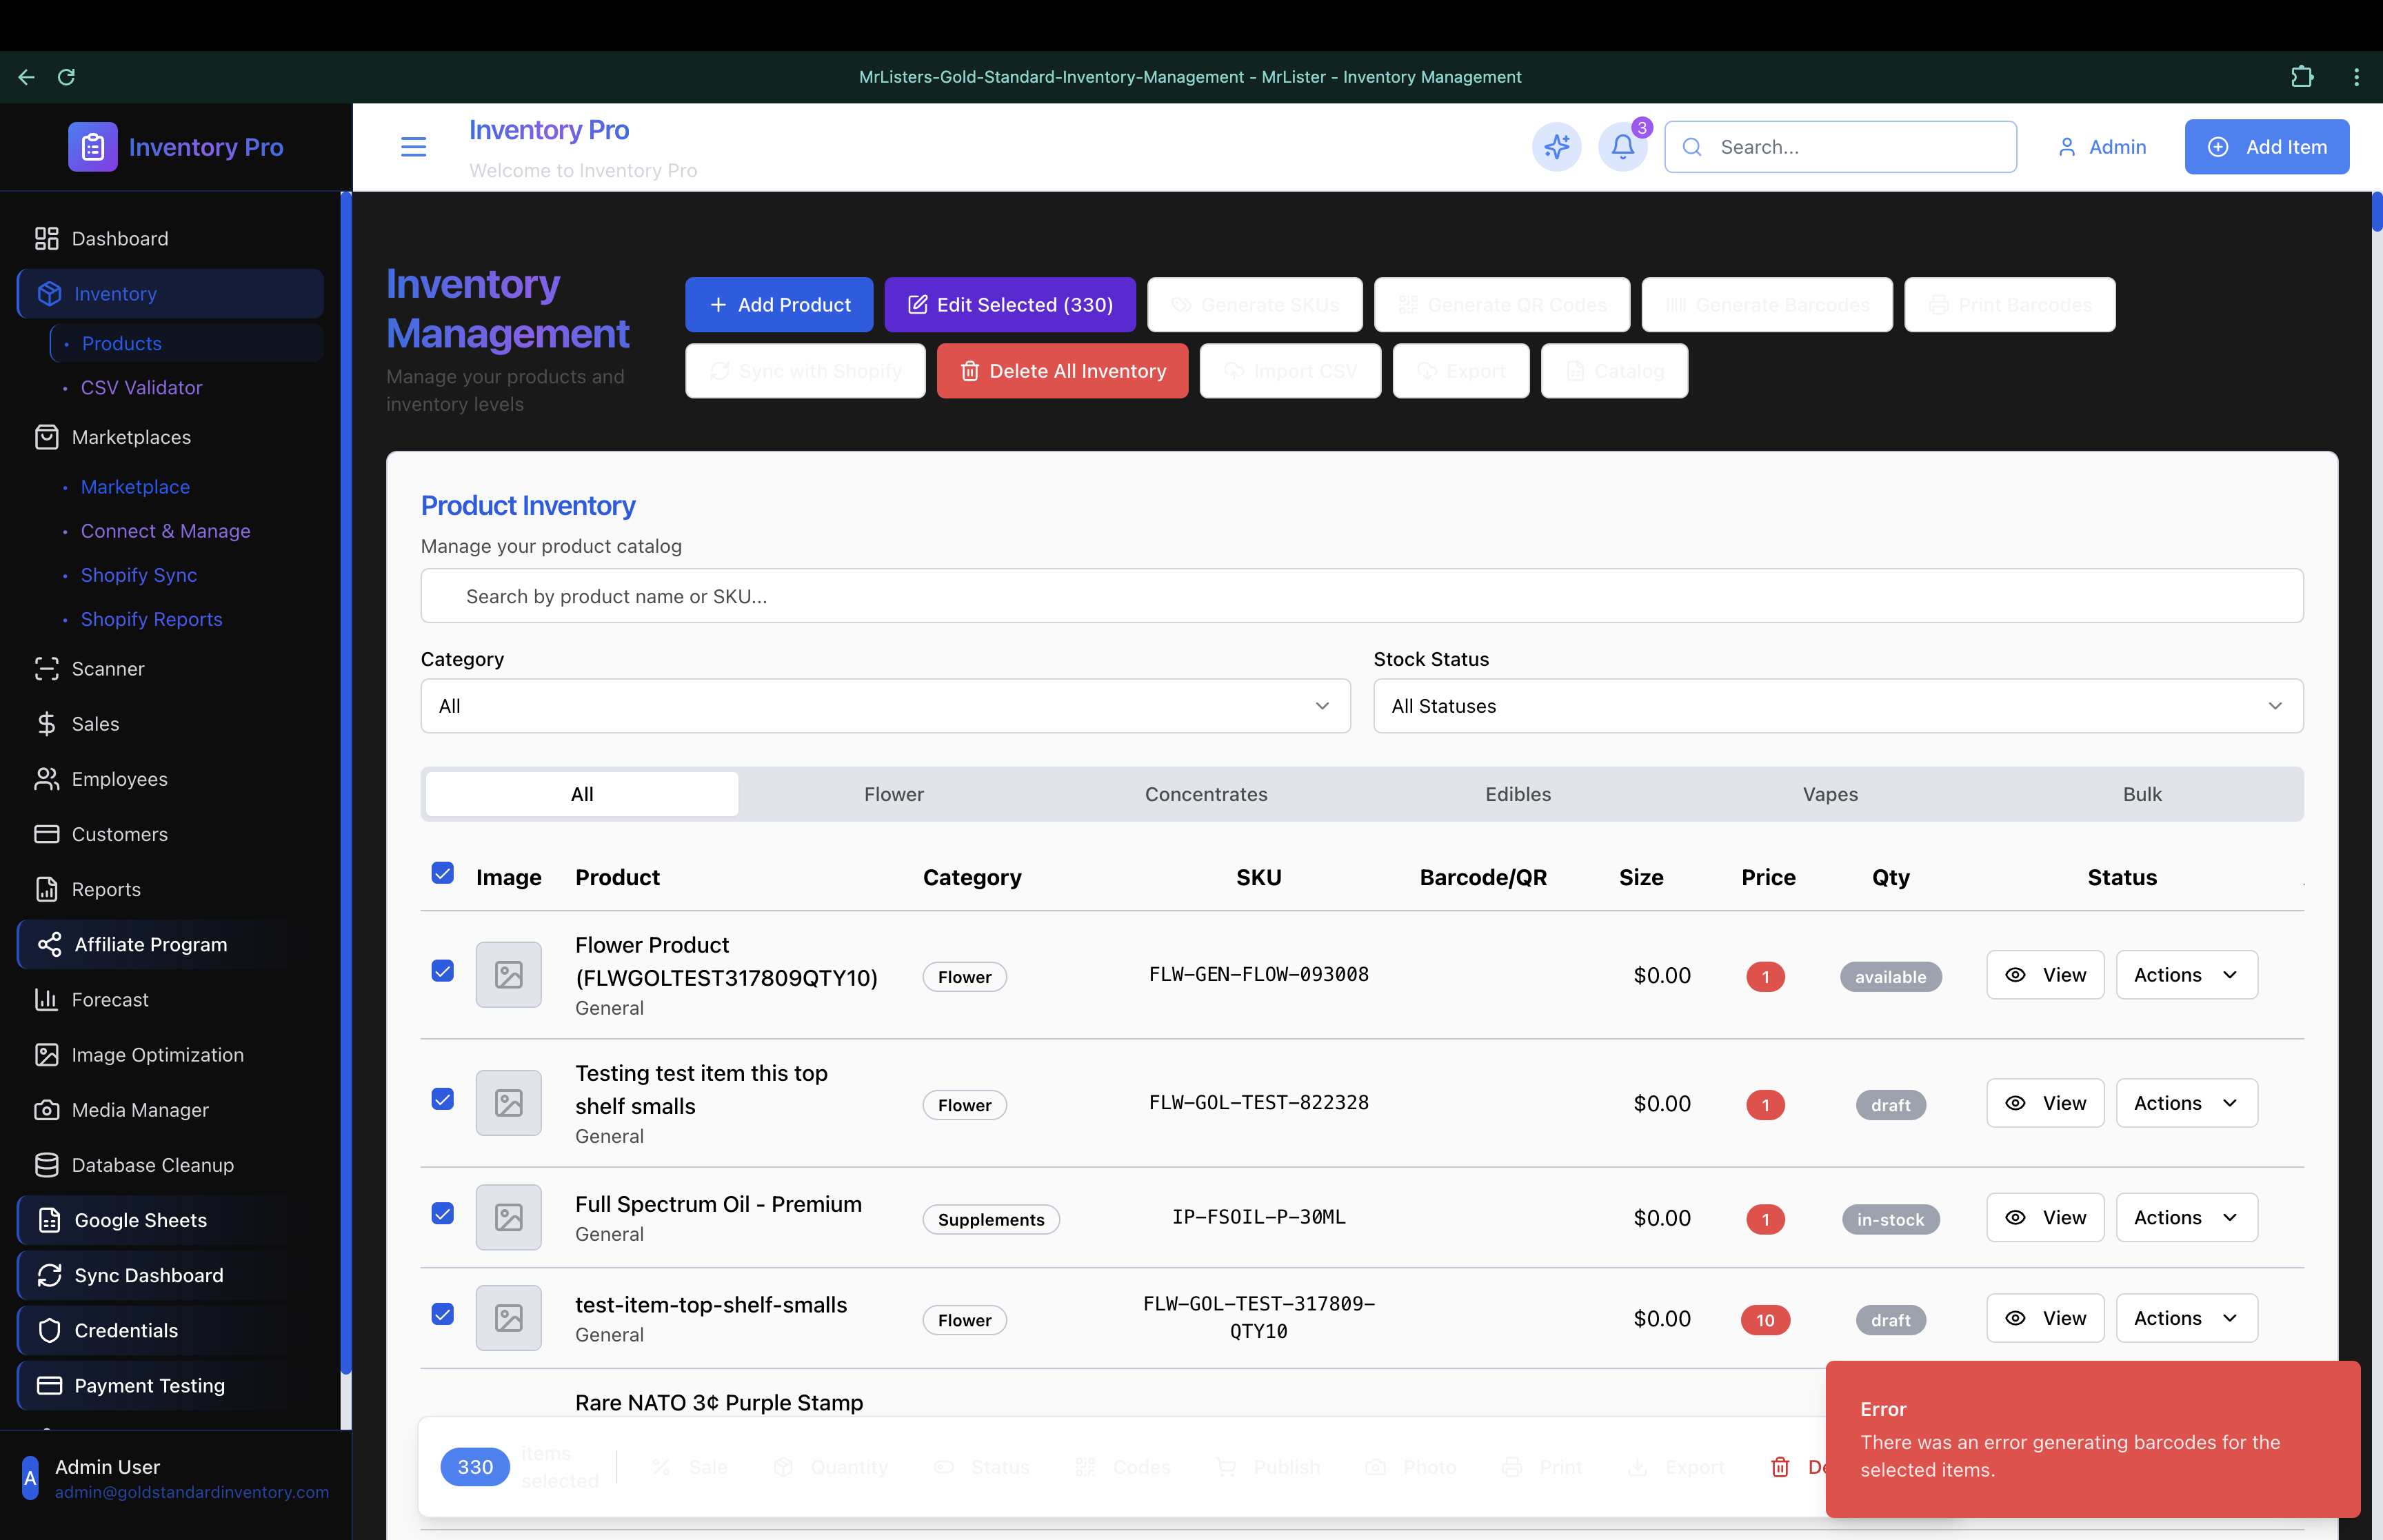 MrListers-Gold-Standard-Inventory-Management - MrLister - Inventory Management
Inventory Pro
Inventory Pro
Welcome to Inventory Pro
3
Search...
Admin
Add Item
Dashboard
Inventory
Products
CSV Validator
Marketplaces
Marketplace
Connect & Manage
Shopify Sync
Shopify Reports
Scanner
Sales
Employees
Customers
Reports
Affiliate Program
Forecast
Image Optimization
Media Manager
Database Cleanup
Google Sheets
Sync Dashboard
Credentials
Payment Testing
A
Admin User
admin@goldstandardinventory.com
Inventory
Management
Manage your products and
inventory levels
Add Product
Edit Selected (330)
Generate SKUs
Generate QR Codes
Generate Barcodes
Print Barcodes
Sync with Shopify
Delete All Inventory
Import CSV
Export
Catalog
Product Inventory
Manage your product catalog
Search by product name or SKU...
Category
Stock Status
All
All Statuses
All
Flower
Concentrates
Edibles
Vapes
Bulk
Image
Product
Category
SKU
Barcode/QR
Size
Price
Qty
Status
Flower Product
(FLWGOLTEST317809QTY10)
General
Flower
FLW-GEN-FLOW-093008
$0.00
1
available
View
Actions
Testing test item this top
shelf smalls
General
Flower
FLW-GOL-TEST-822328
$0.00
1
draft
View
Actions
Full Spectrum Oil - Premium
General
Supplements
IP-FSOIL-P-30ML
$0.00
1
in-stock
View
Actions
test-item-top-shelf-smalls
General
Flower
FLW-GOL-TEST-317809-
QTY10
$0.00
10
draft
View
Actions
Rare NATO 3¢ Purple Stamp
330
items
selected
Sale
Quantity
Status
Codes
Publish
Photo
Print
Export
Error
There was an error generating barcodes for the
selected items.